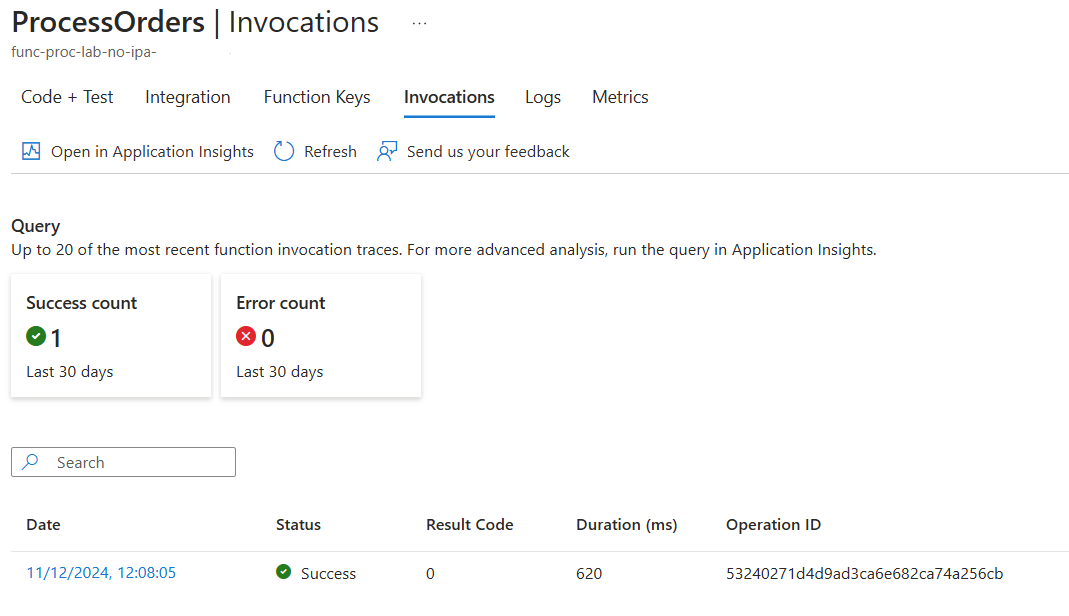 ProcessOrders | Invocations ...
func-proc-lab-no-ipa-
Code + Test Integration Function Keys Invocations Logs Metrics
Open in Application Insights Refresh Send us your feedback
Query
Up to 20 of the most recent function invocation traces. For more advanced analysis, run the query in Application Insights.
Success count Error count
1 0
Last 30 days Last 30 days
Search
Date Status Result Code Duration (ms) Operation ID
11/12/2024, 12:08:05 Success 0 620 53240271d4d9ad3ca6e682ca74a256cb